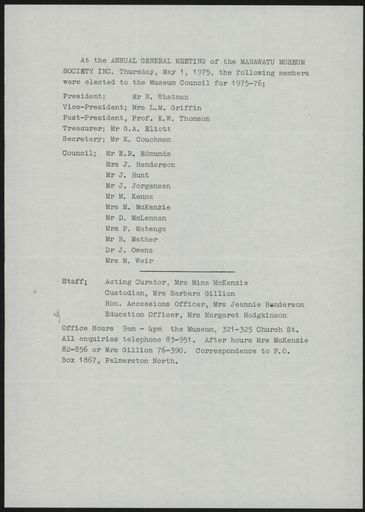 At the ANNUAL GENERAL MEETING of the MANAWATU MUSEUM
SOCIETY INC. Thursday, May 1, 1975, the following members
were elected to the Museum Council for 1975-76;
President; Mr N. Whatman
Vice-President; Mrs L.M. Griffin
Past-President, Prof. K.W. Thomson
Treasurer; Mr G.A. Eliott
Secretary; Mr K. Couchman
Council; Mr E.R. Edmunds
Mrs J. Henderson
Mr J. Hunt
Mr J. Jorgensen
Mr M. Kenna
Mrs M. McKenzie
Mr D. McLennan
Mrs P. Matenga
Mr B. Mather
Dr J. Owens
Mrs M. Weir
Staff; Acting Curator, Mrs Mina McKenzie
Custodian, Mrs Barbara Gillion
Hon. Accessions Officer, Mrs Jeannie Henderson
Education Officer, Mrs Margaret Hodgkinson
Office Hours 9am - 4pm the Museum, 321-325 Church St.
All enquiries telephone 83-951. After hours Mrs McKenzie
82-856 or Mrs Gillion 76-390. Correspondence to P.O.
Box 1867, Palmerston North.